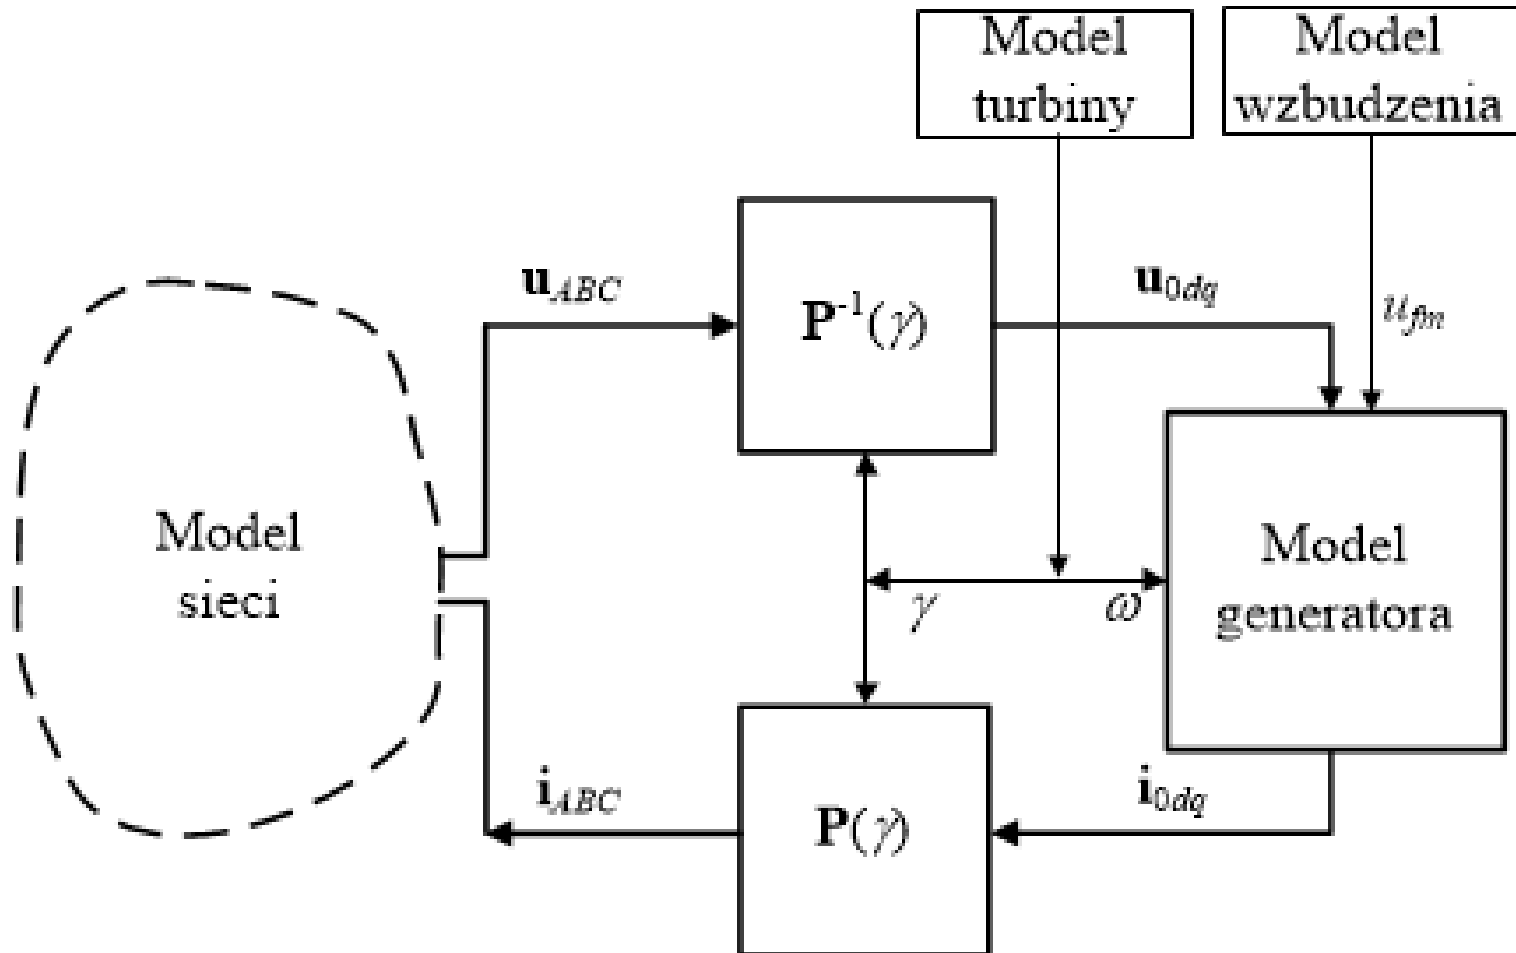 Model
turbiny
Model
wzbudzenia
u_ABC
P^-1(γ)
u_0dq
u_fm
Model
sieci
γ
ω
Model
generatora
i_ABC
P(γ)
i_0dq